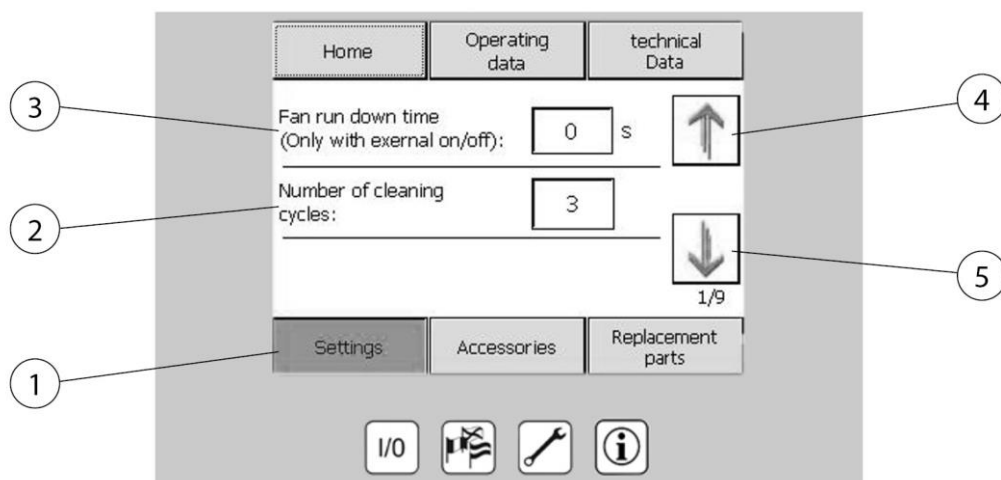 Home
Operating
data
technical
Data
3
Fan run down time
(Only with exernal on/off):
0
s
4
2
Number of cleaning
cycles:
3
5
1/9
1
Settings
Accessories
Replacement
parts
I/0
i